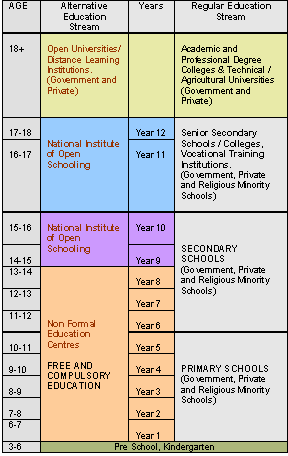 AGE
Alternative
Education
Stream
Years
Regular Education
Stream
18+
Open Universities/
Distance Learning
Institutions.
(Government and
Private)
Academic and
Professional Degree
Colleges & Technical /
Agricultural Universities
(Government and
Private)
17-18
16-17
National Institute
of Open
Schooling
Year 12
Year 11
Senior Secondary
Schools / Colleges,
Vocational Training
Institutions.
(Government, Private
and Religious Minority
Schools)
15-16
14-15
National Institute
of Open
Schooling
Year 10
Year 9
SECONDARY
SCHOOLS
(Government, Private
and Religious Minority
Schools)
13-14
12-13
11-12
Year 8
Year 7
Year 6
Non Formal
Education
Centres
FREE AND
COMPULSORY
EDUCATION
10-11
9-10
8-9
7-8
6-7
Year 5
Year 4
Year 3
Year 2
Year 1
PRIMARY SCHOOLS
(Government, Private
and Religious Minority
Schools)
3-6
Pre School, Kindergarten